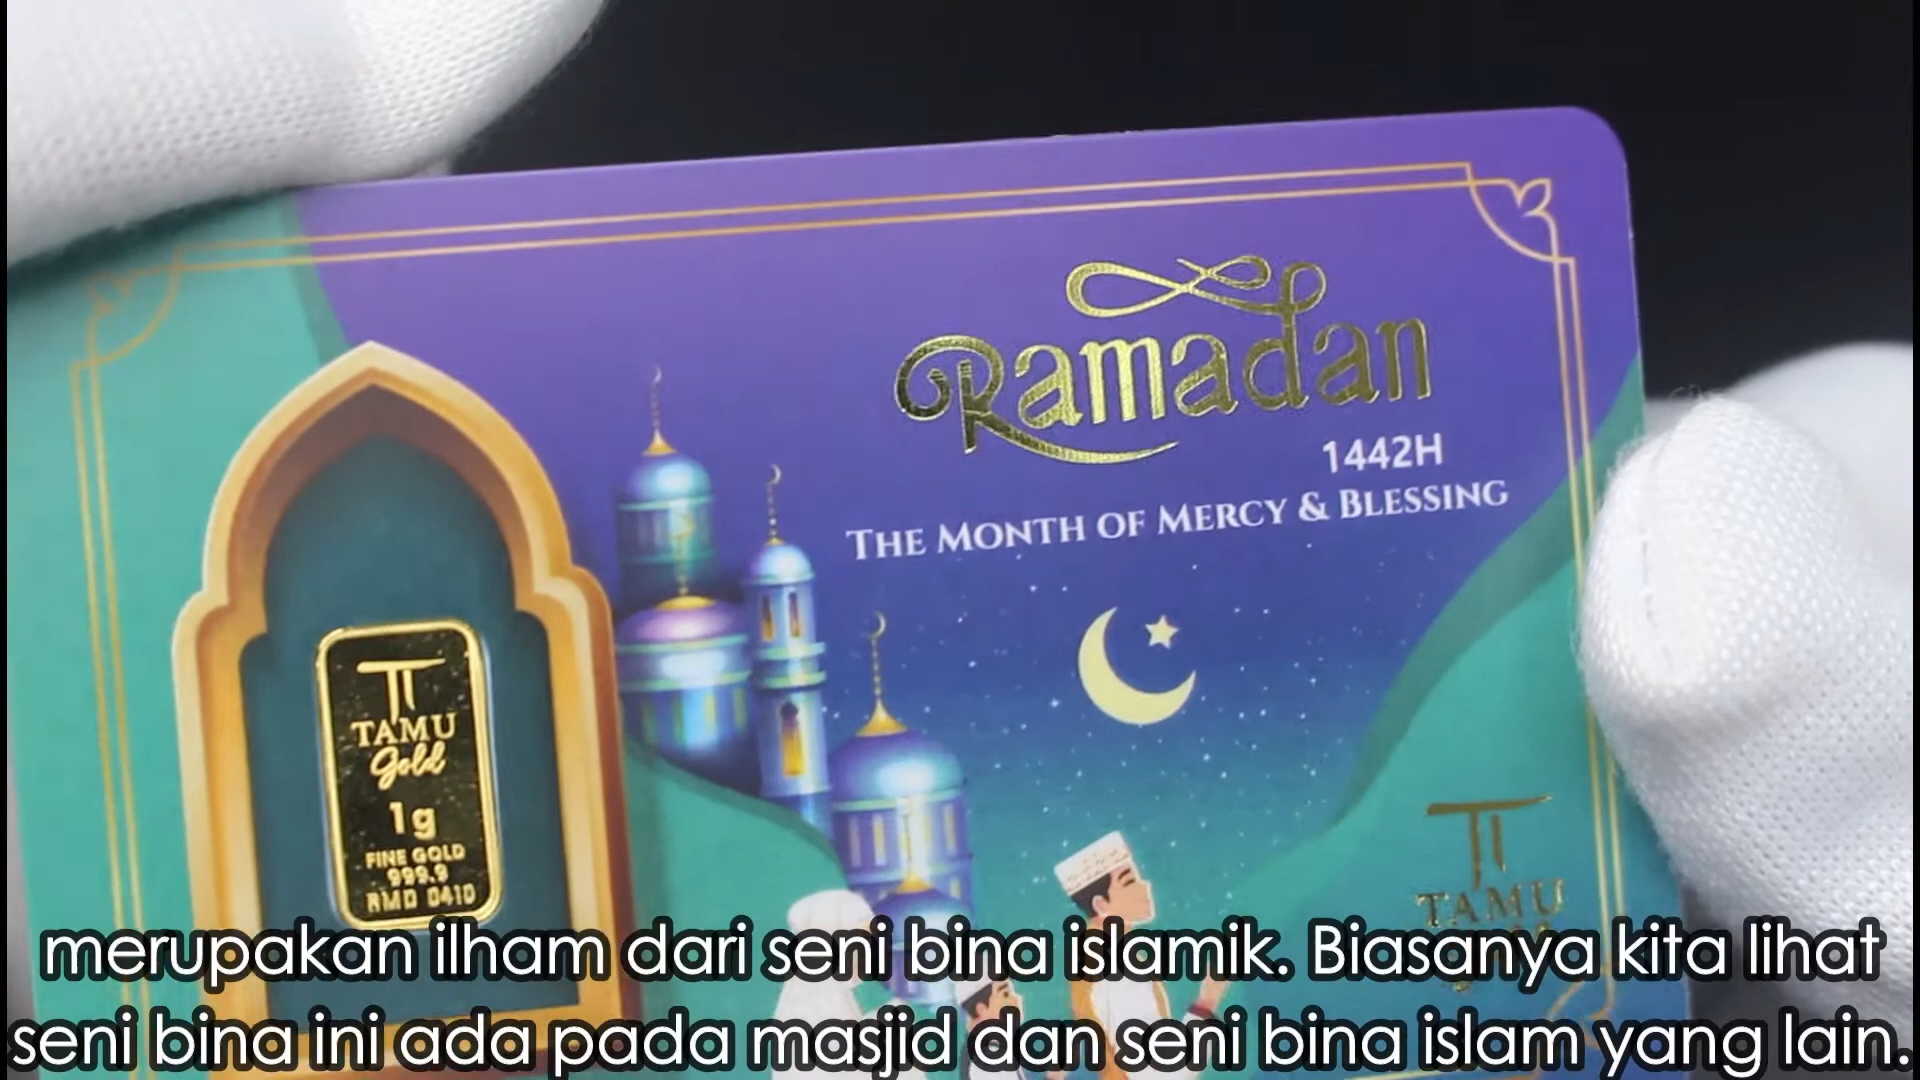 Ramadan
1442H
THE MONTH OF MERCY & BLESSING
TAMU
Gold
1g
FINE GOLD
999.9
RMD 0410
TAMU
merupakan ilham dari seni bina islamik. Biasanya kita lihat
seni bina ini ada pada masjid dan seni bina islam yang lain.